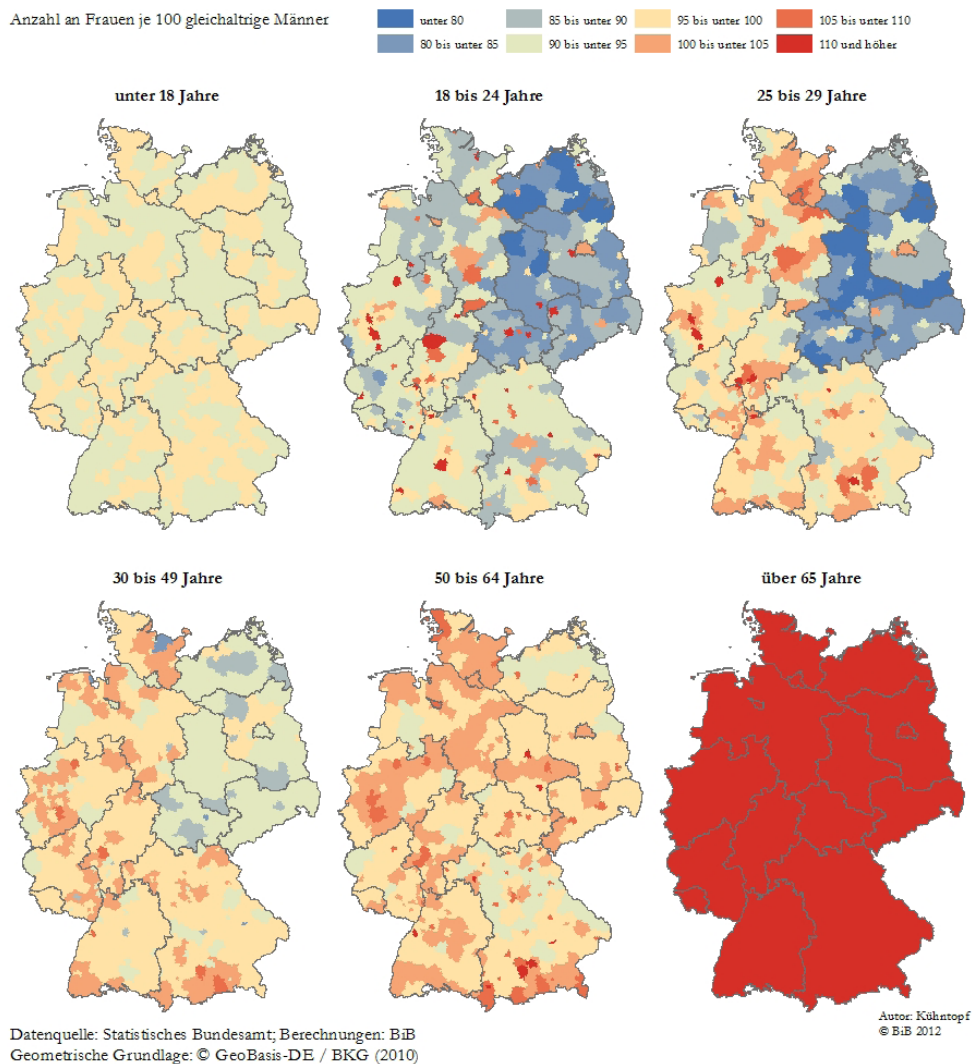 Anzahl an Frauen je 100 gleichaltrige Männer
unter 80
85 bis unter 90
95 bis unter 100
105 bis unter 110
80 bis unter 85
90 bis unter 95
100 bis unter 105
110 und höher
unter 18 Jahre
18 bis 24 Jahre
25 bis 29 Jahre
30 bis 49 Jahre
50 bis 64 Jahre
über 65 Jahre
Datenquelle: Statistisches Bundesamt; Berechnungen: BiB
Geometrische Grundlage: © GeoBasis-DE / BKG (2010)
Autor: Kühntopf
© BiB 2012